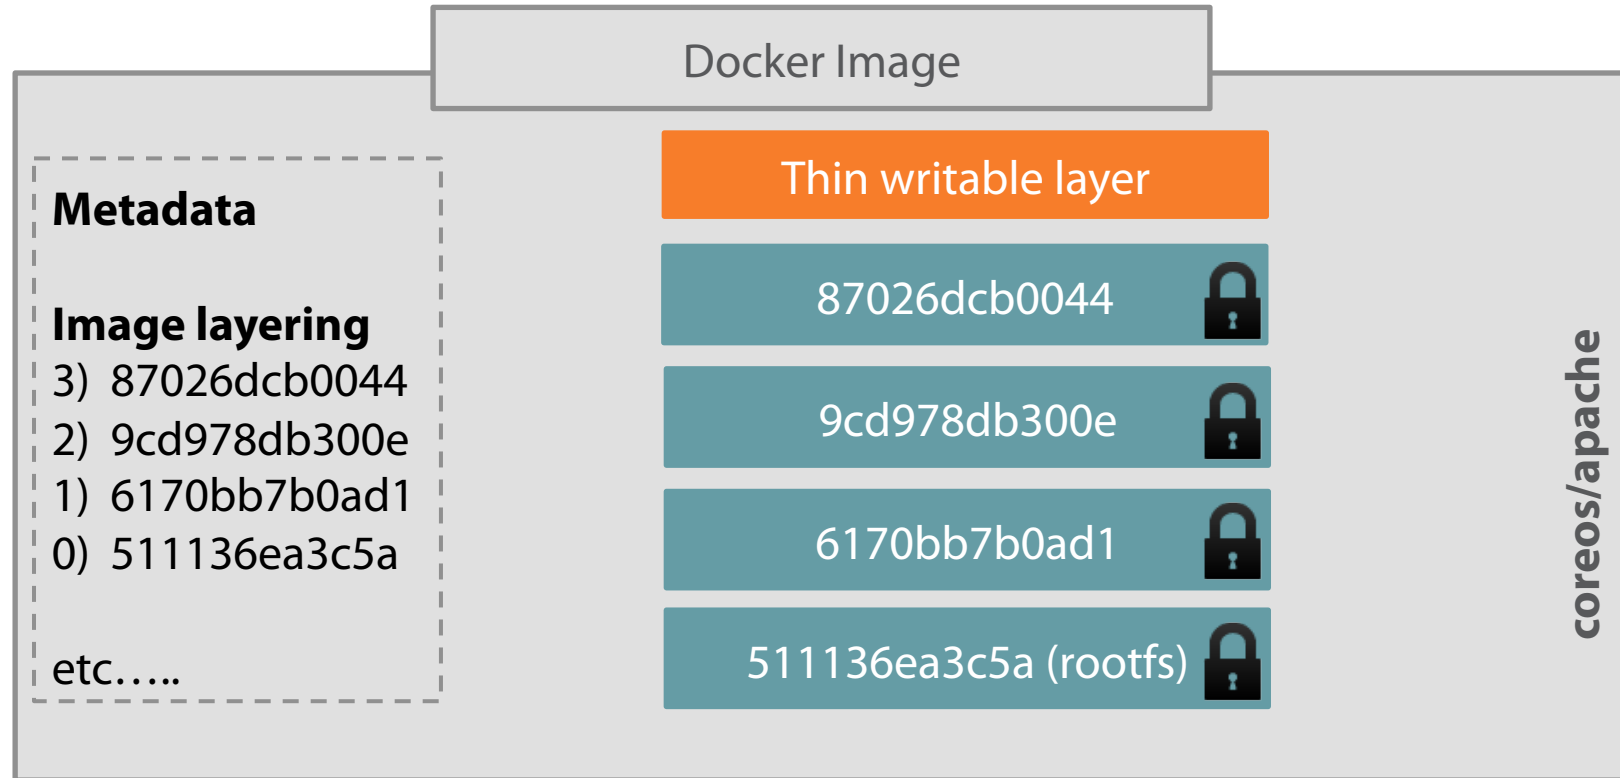 Docker Image
Metadata
Image layering
3) 87026dcb0044
2) 9cd978db300e
1) 6170bb7b0ad1
0) 511136ea3c5a
etc…..
Thin writable layer
87026dcb0044
9cd978db300e
6170bb7b0ad1
511136ea3c5a (rootfs)
coreos/apache